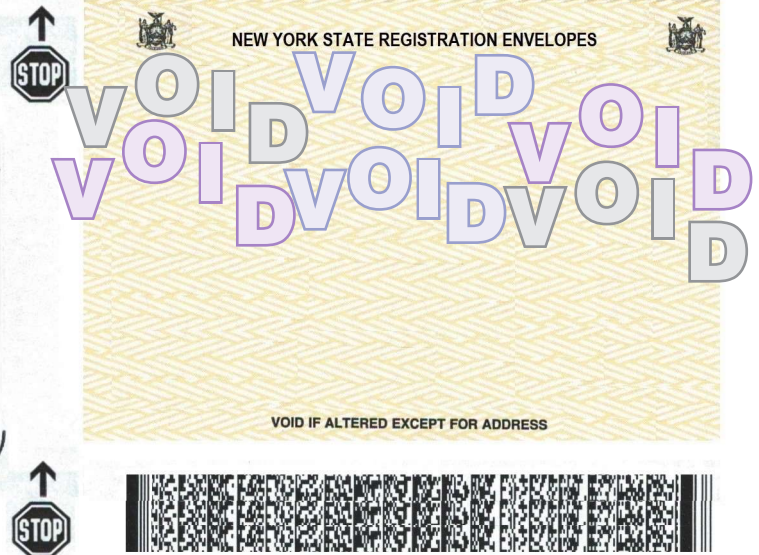 STOP
NEW YORK STATE REGISTRATION ENVELOPES
VOID VOID VOID
VOID VOID VOID
VOID IF ALTERED EXCEPT FOR ADDRESS
STOP